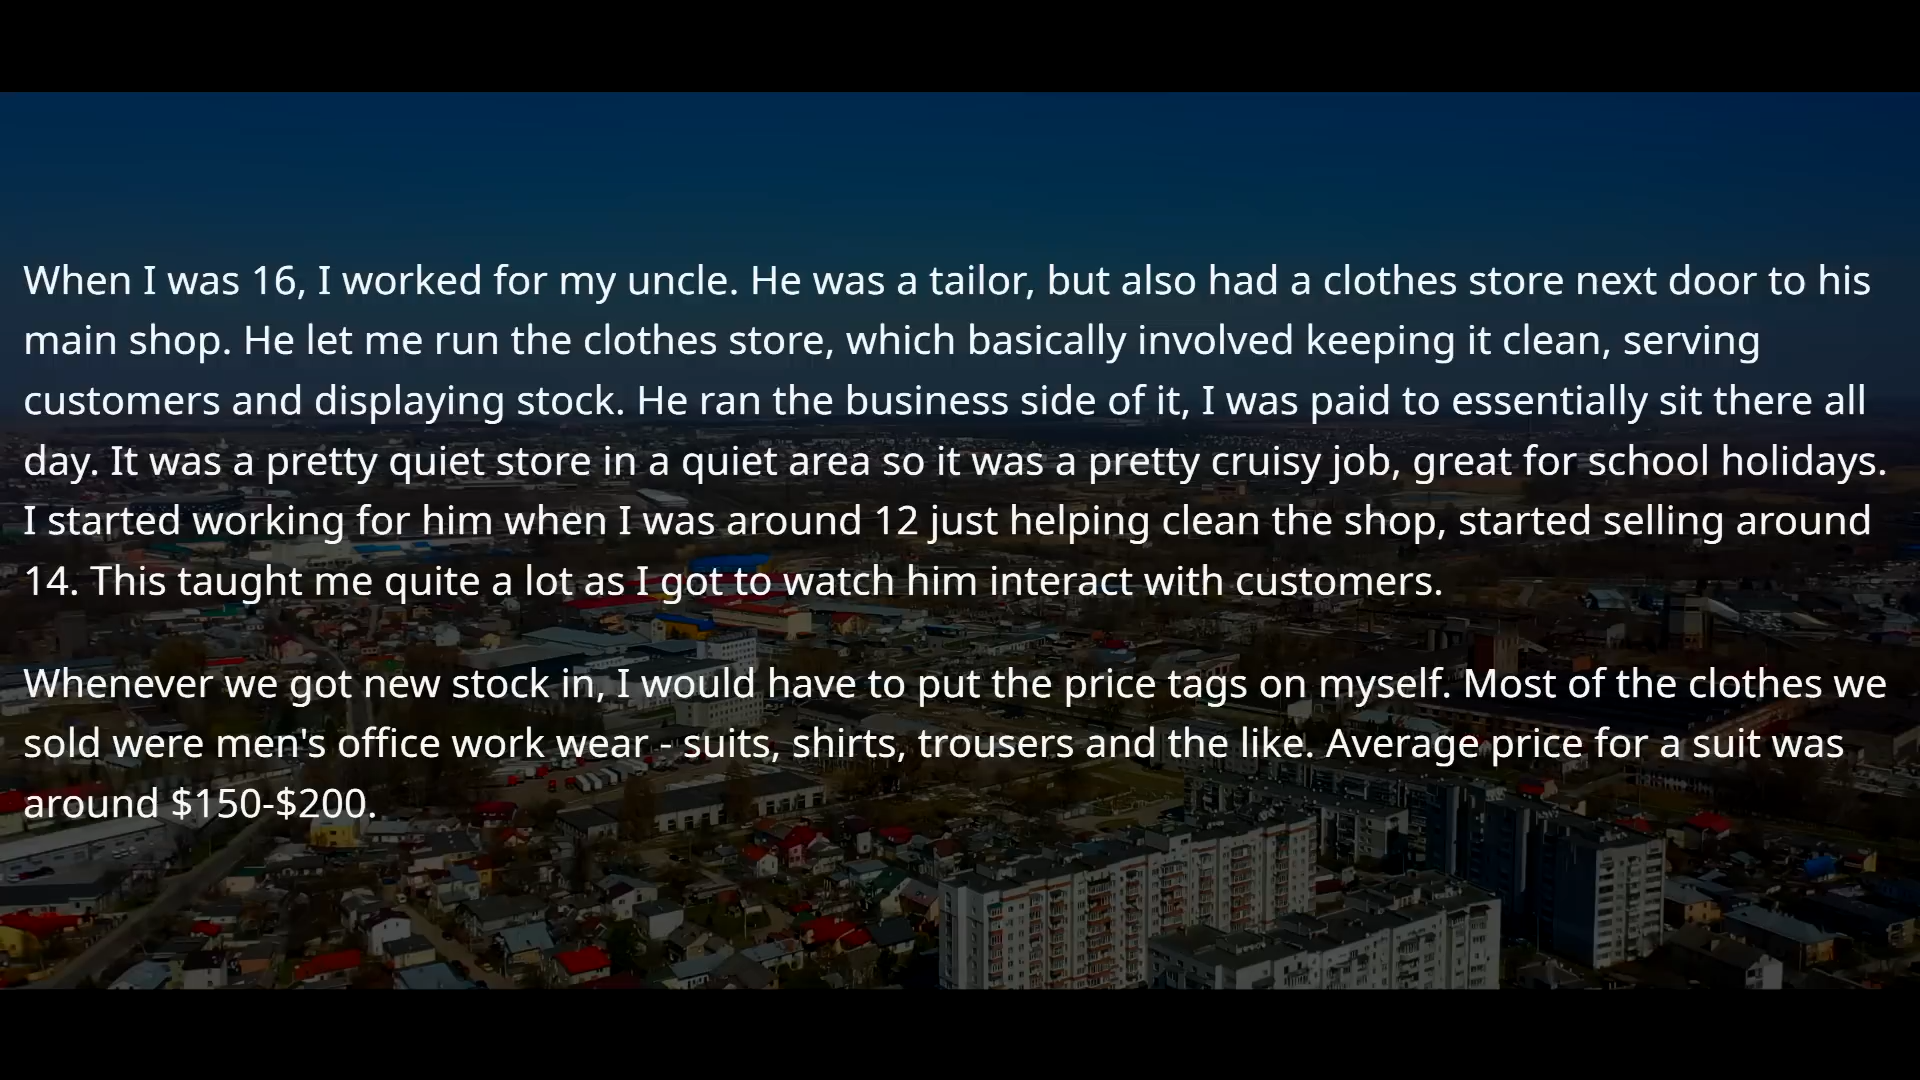 When I was 16, I worked for my uncle. He was a tailor, but also had a clothes store next door to his
main shop. He let me run the clothes store, which basically involved keeping it clean, serving
customers and displaying stock. He ran the business side of it, I was paid to essentially sit there all
day. It was a pretty quiet store in a quiet area so it was a pretty cruisy job, great for school holidays.
I started working for him when I was around 12 just helping clean the shop, started selling around
14. This taught me quite a lot as I got to watch him interact with customers.
Whenever we got new stock in, I would have to put the price tags on myself. Most of the clothes we
sold were men's office work wear - suits, shirts, trousers and the like. Average price for a suit was
around $150-$200.